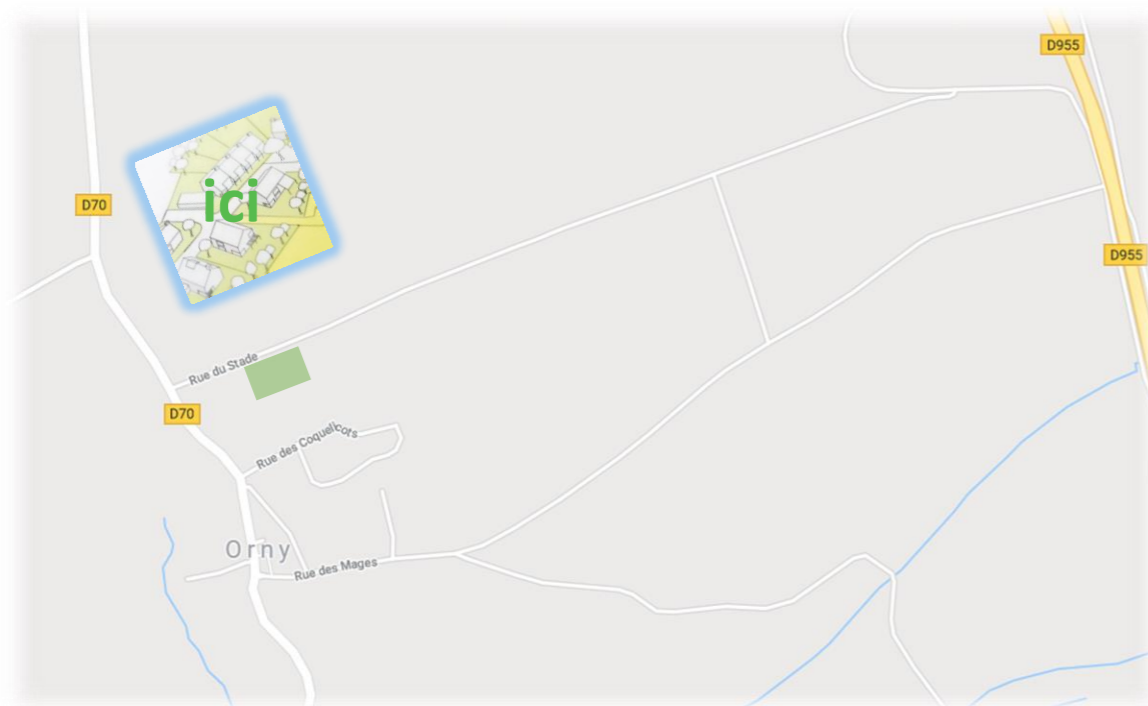 D955
D70
ici
D955
Rue du Stade
D70
Rue des Coquelicots
Orny
Rue des Mages